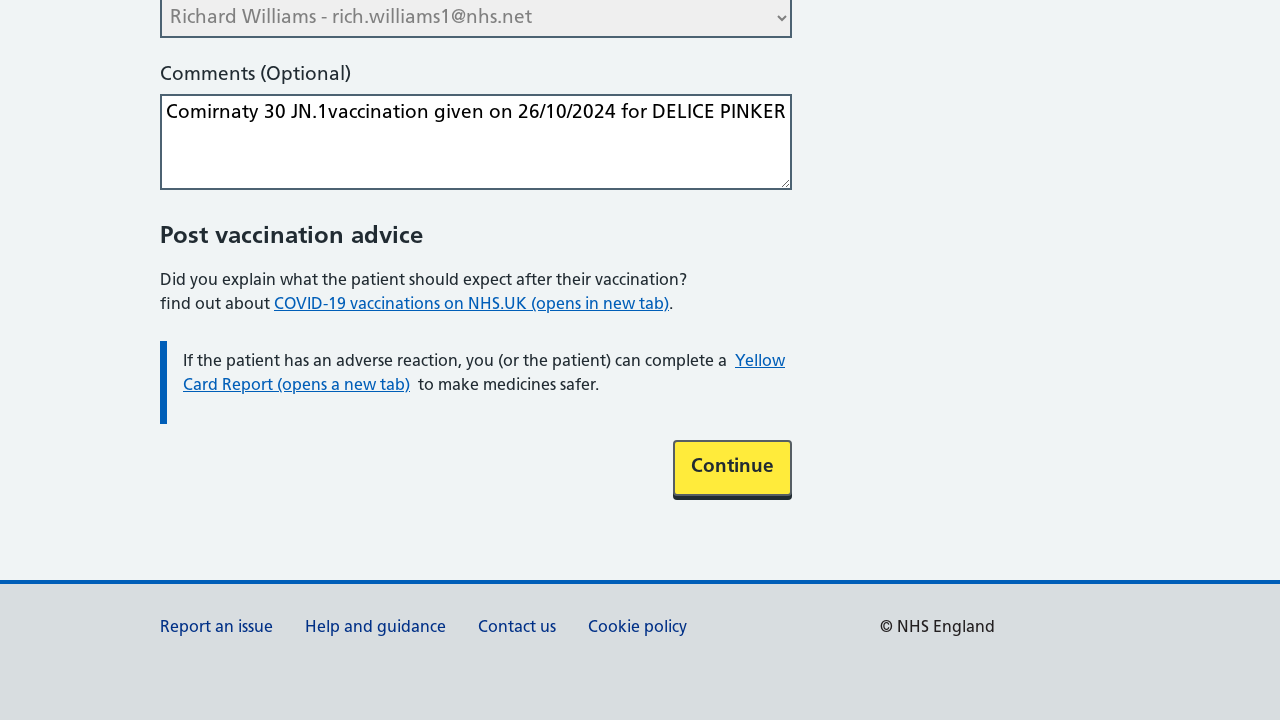 Richard Williams - rich.williams1@nhs.net
Comments (Optional)
Comirnaty 30 JN.1vaccination given on 26/10/2024 for DELICE PINKER
Post vaccination advice
Did you explain what the patient should expect after their vaccination?
find out about COVID-19 vaccinations on NHS.UK (opens in new tab).
If the patient has an adverse reaction, you (or the patient) can complete a Yellow
Card Report (opens a new tab) to make medicines safer.
Continue
Report an issue Help and guidance Contact us Cookie policy © NHS England